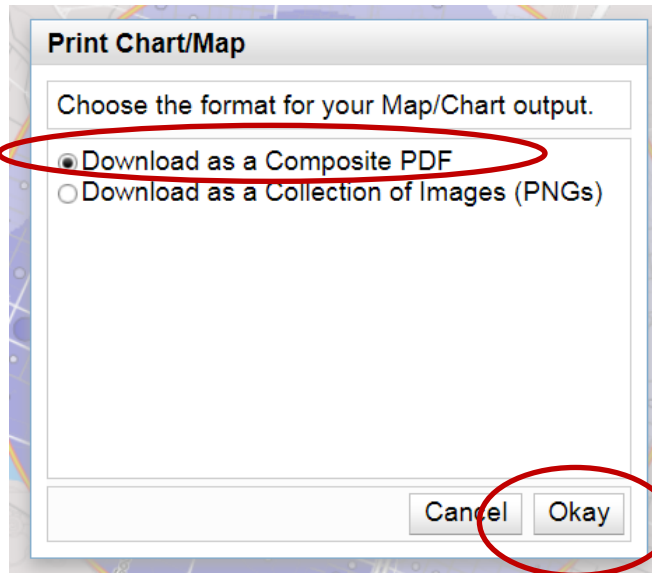 Print Chart/Map
Choose the format for your Map/Chart output.
Download as a Composite PDF
Download as a Collection of Images (PNGs)
Cancel Okay